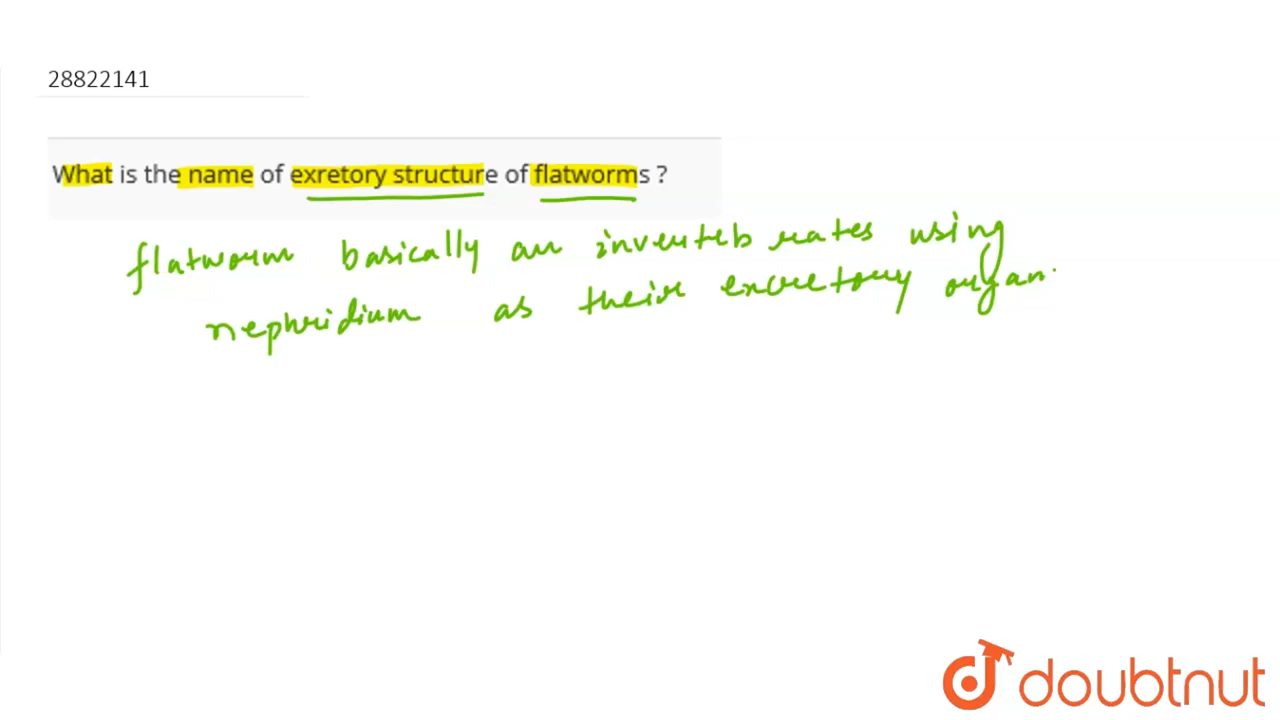 28822141
What is the name of exretory structure of flatworms ?
flatworm basically an invertebrates using
nephridium as their excretory organ.
doubtnut